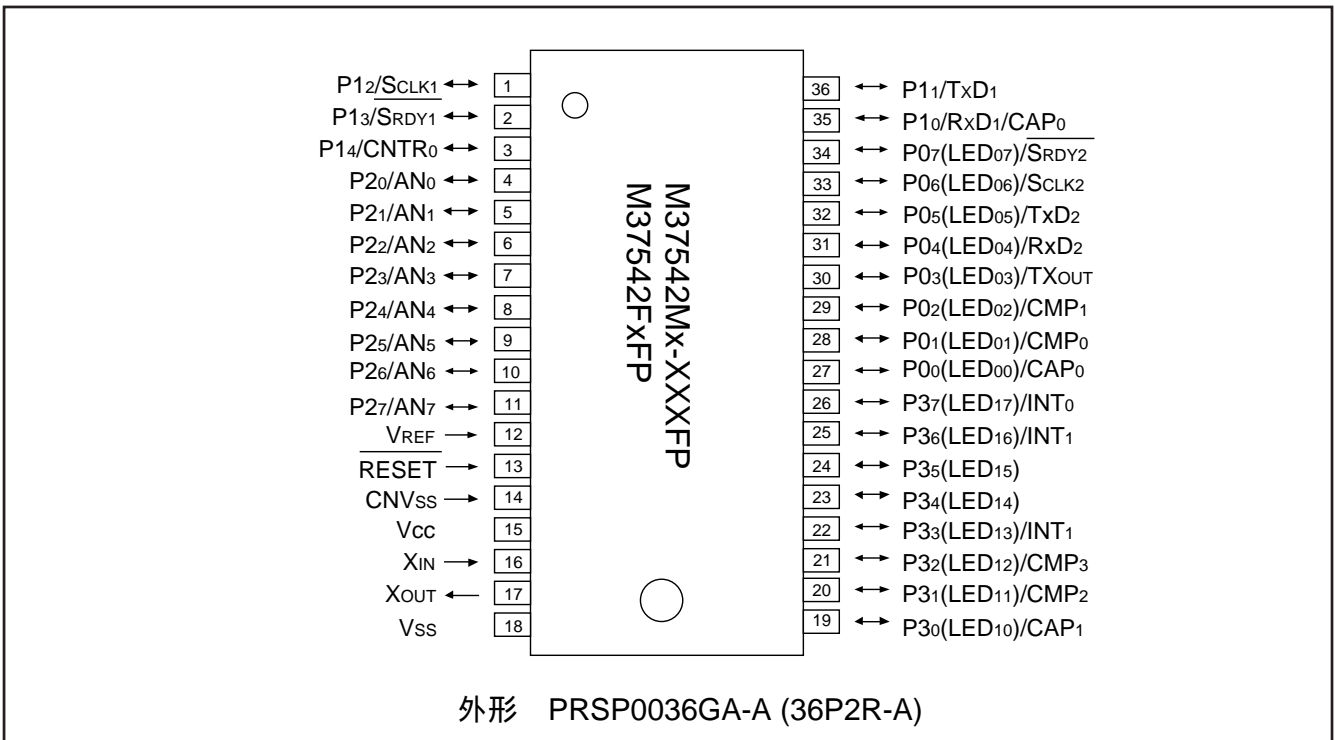 P12/SCLK1
P13/SRDY1
P14/CNTR0
P20/AN0
P21/AN1
P22/AN2
P23/AN3
P24/AN4
P25/AN5
P26/AN6
P27/AN7
VREF
RESET
CNVSS
VCC
XIN
XOUT
VSS
1
2
3
4
5
6
7
8
9
10
11
12
13
14
15
16
17
18
M37542Mx-XXXFP
M37542FxFP
36
35
34
33
32
31
30
29
28
27
26
25
24
23
22
21
20
19
P11/TxD1
P10/RxD1/CAP0
P07(LED07)/SRDY2
P06(LED06)/SCLK2
P05(LED05)/TxD2
P04(LED04)/RxD2
P03(LED03)/TXOUT
P02(LED02)/CMP1
P01(LED01)/CMP0
P00(LED00)/CAP0
P37(LED17)/INT0
P36(LED16)/INT1
P35(LED15)
P34(LED14)
P33(LED13)/INT1
P32(LED12)/CMP3
P31(LED11)/CMP2
P30(LED10)/CAP1
外形 PRSP0036GA-A (36P2R-A)